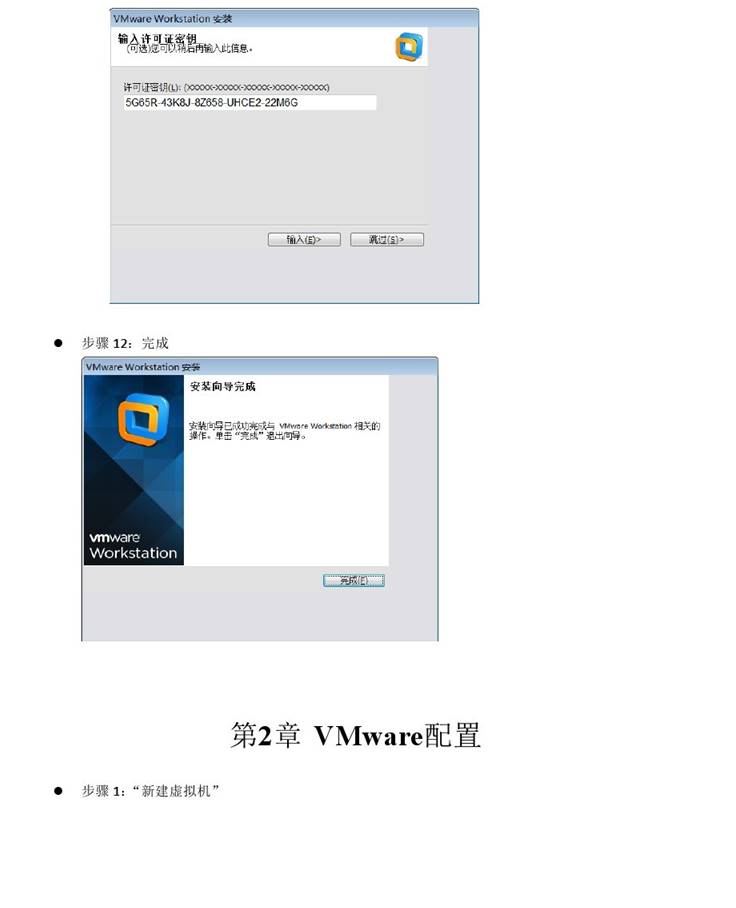 VMware Workstation 安装
输入许可证密钥
(可选)您可以稍后再输入此信息。
许可证密钥(L): (XXXXX-XXXXX-XXXXX-XXXXX-XXXXX)
5G65R-43K8J-8Z658-UHCE2-22M6G
输入(E)>
跳过(S)>
● 步骤 12：完成
VMware Workstation 安装
安装向导完成
安装向导已成功完成与 VMware Workstation 相关的
操作。单击“完成”退出向导。
vmware
Workstation
完成(F)
第2章 VMware配置
● 步骤 1：“新建虚拟机”